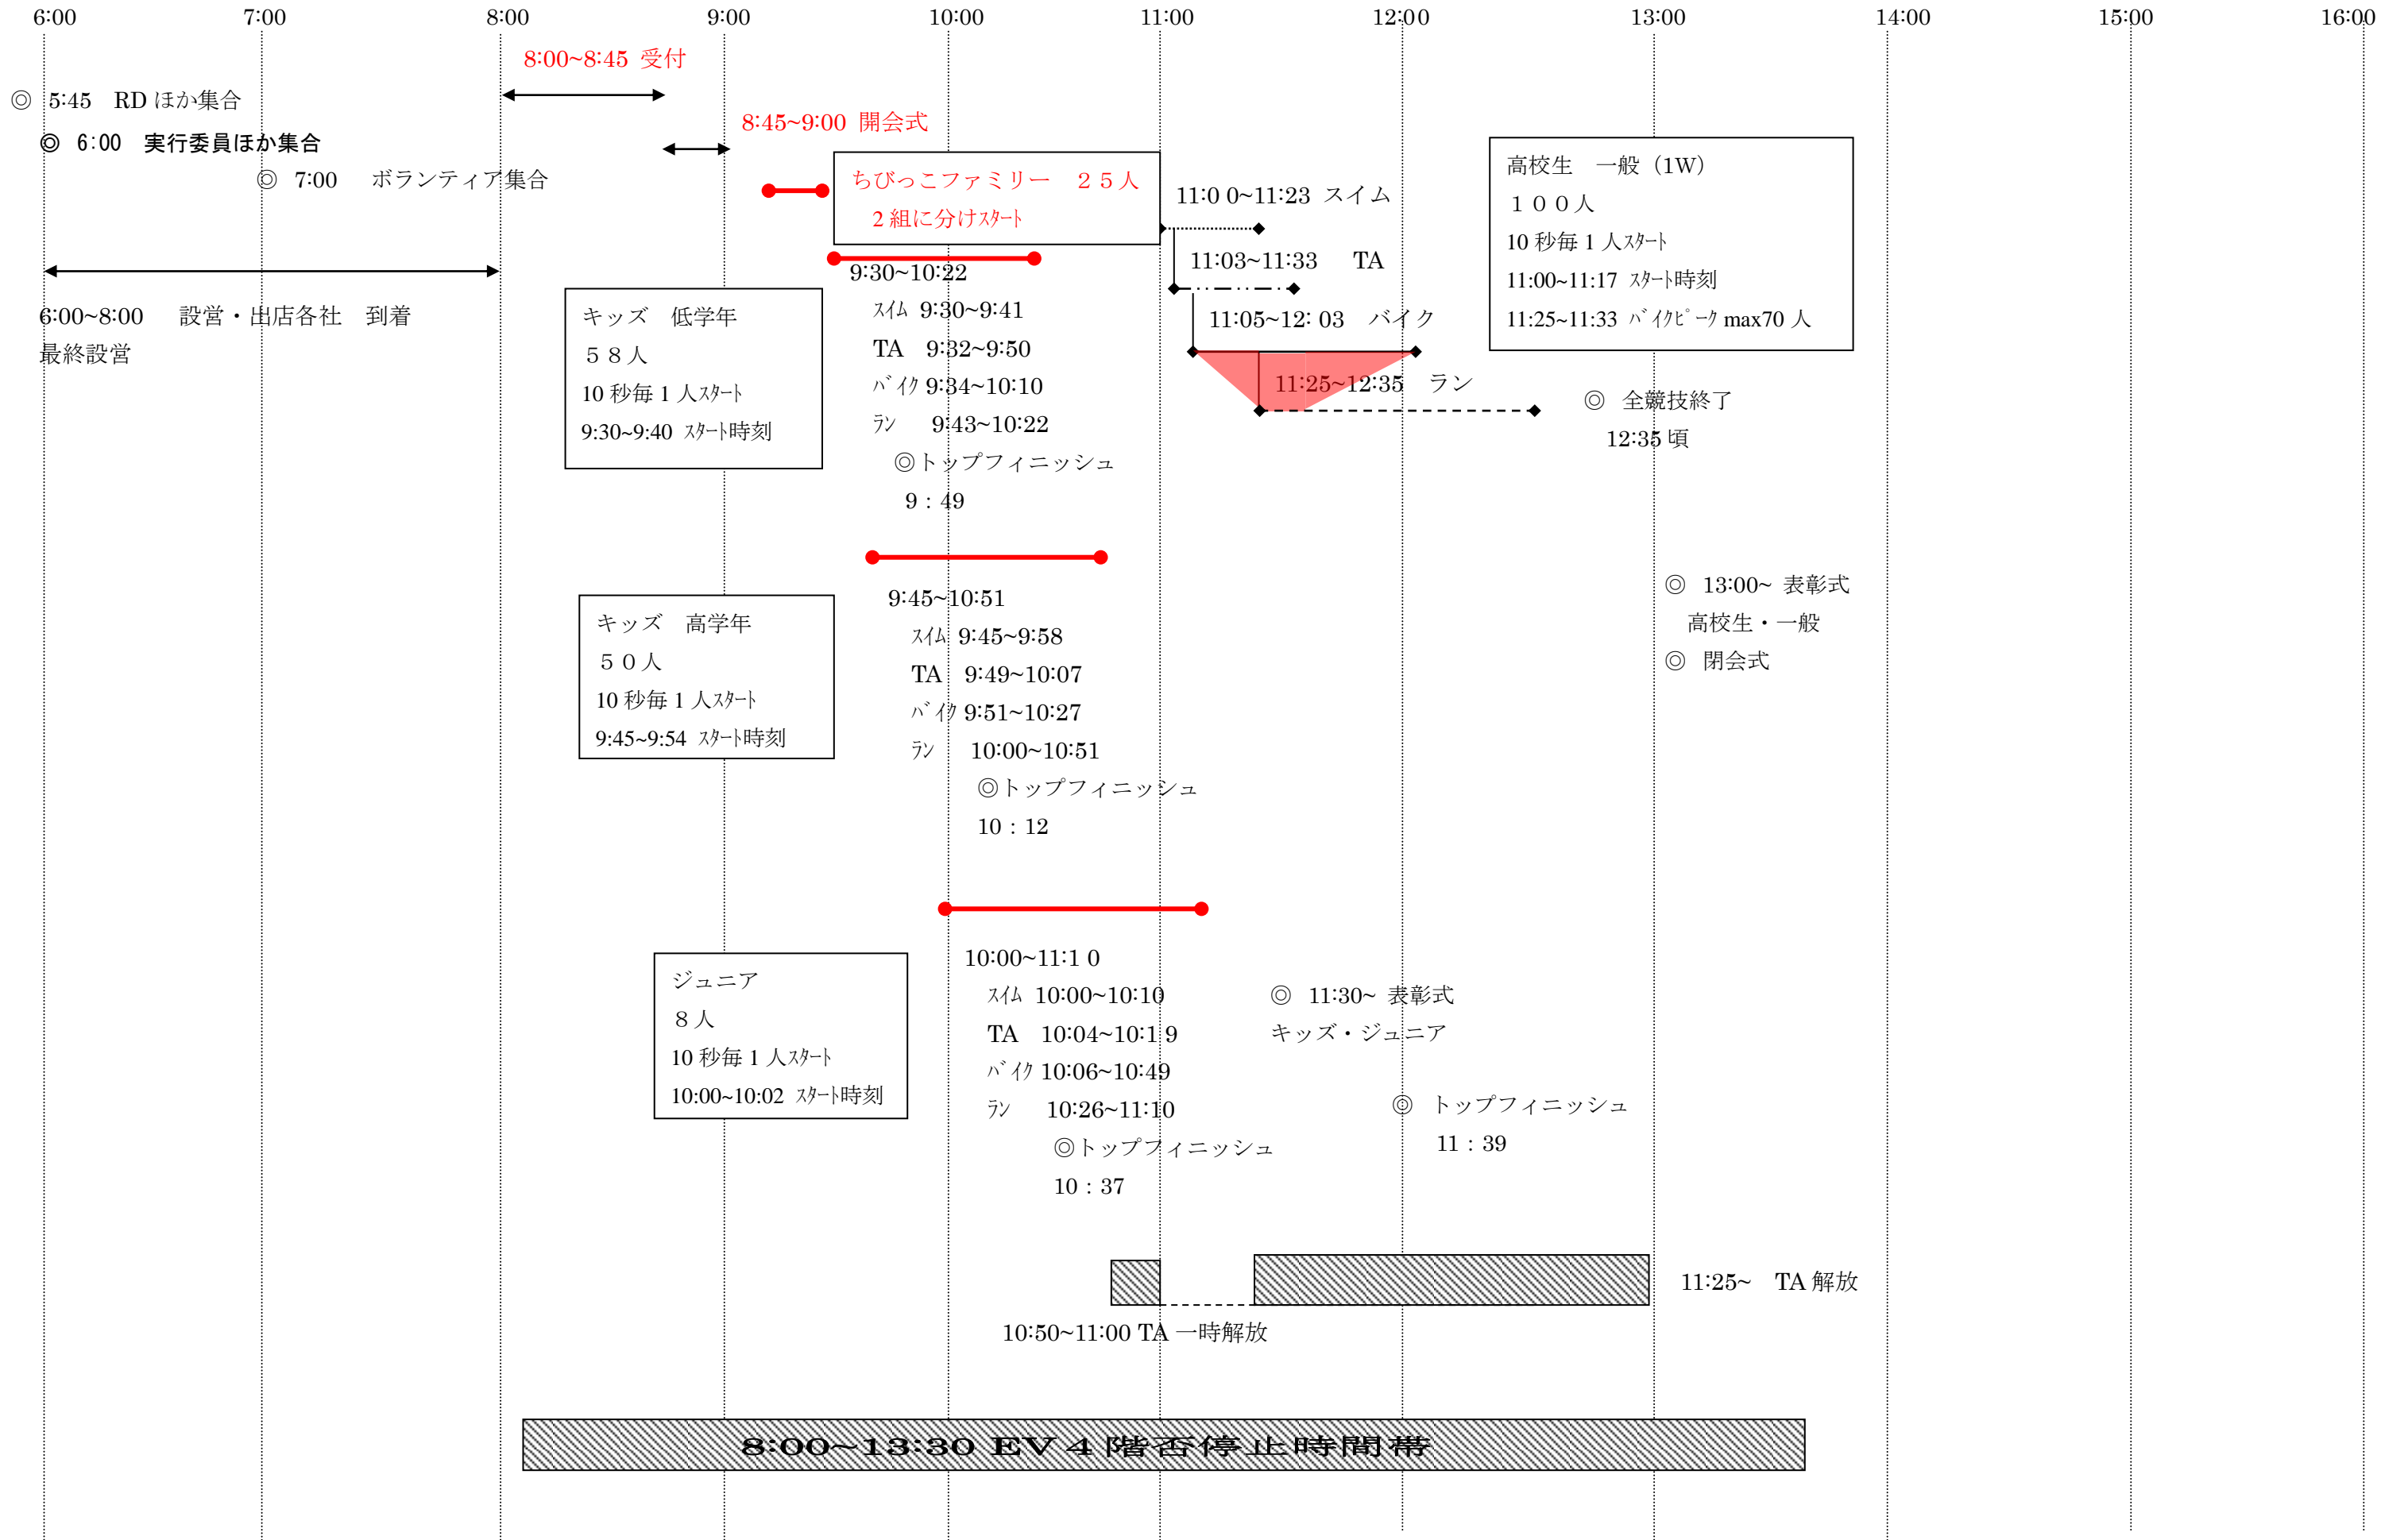 6:00 7:00 8:00 9:00 10:00 11:00 12:00 13:00 14:00 15:00 16:00
8:00~8:45 受付
◎ 5:45 RDほか集合
8:45~9:00 開会式
◎ 6:00 実行委員ほか集合
◎ 7:00 ボランティア集合
ちびっこファミリー 25人
2組に分けｽﾀｰﾄ
6:00~8:00 設営・出店各社 到着
最終設営
キッズ 低学年
58人
10秒毎1人ｽﾀｰﾄ
9:30~9:40 ｽﾀｰﾄ時刻
9:30~10:22
ｽｲﾑ 9:30~9:41
TA 9:32~9:50
ﾊﾞｲｸ 9:34~10:10
ﾗﾝ 9:43~10:22
◎トップフィニッシュ
9：49
11:00~11:23 スイム
11:03~11:33 TA
11:05~12:03 バイク
11:25~12:35 ラン
高校生 一般（1W）
100人
10秒毎1人ｽﾀｰﾄ
11:00~11:17 ｽﾀｰﾄ時刻
11:25~11:33 ﾊﾞｲｸﾋﾟｰｸ max70人
◎ 全競技終了
12:35頃
キッズ 高学年
50人
10秒毎1人ｽﾀｰﾄ
9:45~9:54 ｽﾀｰﾄ時刻
9:45~10:51
ｽｲﾑ 9:45~9:58
TA 9:49~10:07
ﾊﾞｲｸ 9:51~10:27
ﾗﾝ 10:00~10:51
◎トップフィニッシュ
10：12
◎ 13:00~ 表彰式
高校生・一般
◎ 閉会式
ジュニア
8人
10秒毎1人ｽﾀｰﾄ
10:00~10:02 ｽﾀｰﾄ時刻
10:00~11:10
ｽｲﾑ 10:00~10:10
TA 10:04~10:19
ﾊﾞｲｸ 10:06~10:49
ﾗﾝ 10:26~11:10
◎トップフィニッシュ
10：37
◎ 11:30~ 表彰式
キッズ・ジュニア
◎ トップフィニッシュ
11：39
11:25~ TA解放
10:50~11:00 TA一時解放
8:00~13:30 EV4階否停止時間帯